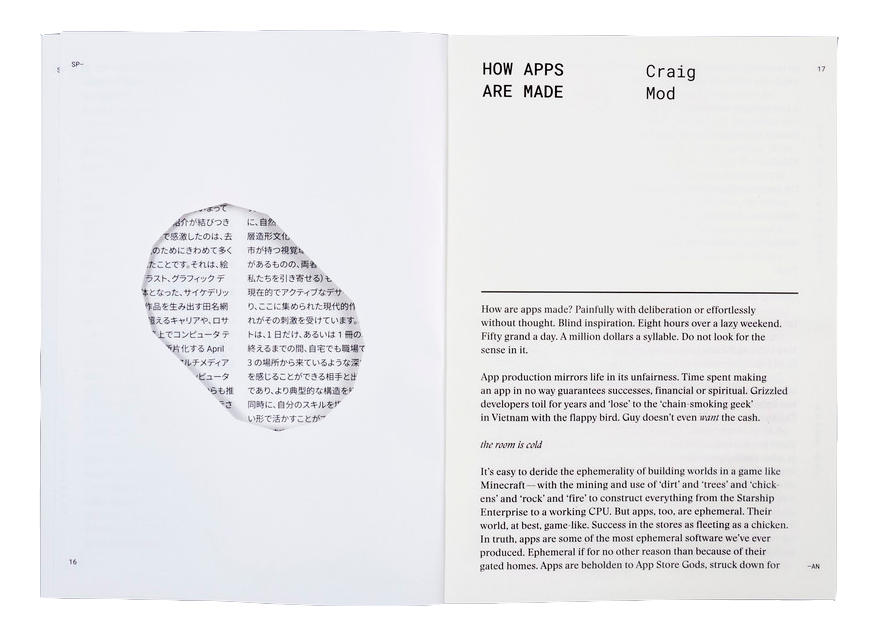 SP–
って
介が結びつき
で感激したのは、去
のためにきわめて多く
たことです。それは、絵
ラスト、グラフィック デ
となった、サイケデリッ
作品を生み出す田名網
超えるキャリアや、ロサ
上でコンピュータ テ
片化する April
ルチメディア
ピュータ
らも推
に、自然
層造形文化
市が持つ視覚
があるものの、両者
私たちを引き寄せる)も
現在的でアクティブなデザ
り、ここに集められた現代的作
れがその刺激を受けています。
トは、1 日だけ、あるいは 1 冊の
終えるまでの間、自宅でも職場で
3 の場所から来ているような深
を感じることができる相手と出
であり、より典型的な構造を
同時に、自分のスキルを
い形で活かすことが
16
HOW APPS
ARE MADE
Craig
Mod
17
How are apps made? Painfully with deliberation or effortlessly
without thought. Blind inspiration. Eight hours over a lazy weekend.
Fifty grand a day. A million dollars a syllable. Do not look for the
sense in it.
App production mirrors life in its unfairness. Time spent making
an app in no way guarantees successes, financial or spiritual. Grizzled
developers toil for years and ‘lose’ to the ‘chain-smoking geek’
in Vietnam with the flappy bird. Guy doesn’t even want the cash.
the room is cold
It’s easy to deride the ephemerality of building worlds in a game like
Minecraft — with the mining and use of ‘dirt’ and ‘trees’ and ‘chick-
ens’ and ‘rock’ and ‘fire’ to construct everything from the Starship
Enterprise to a working CPU. But apps, too, are ephemeral. Their
world, at best, game-like. Success in the stores as fleeting as a chicken.
In truth, apps are some of the most ephemeral software we’ve ever
produced. Ephemeral if for no other reason than because of their
gated homes. Apps are beholden to App Store Gods, struck down for
–AN